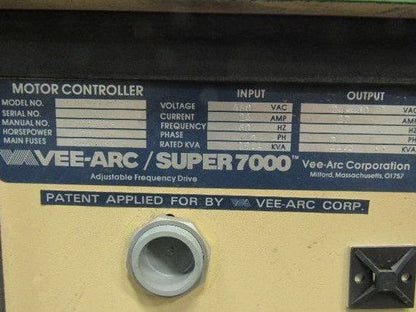 MOTOR CONTROLLER INPUT OUTPUT
MODEL NO. VOLTAGE VAC VAC
SERIAL NO. CURRENT AMP AMP
MANUAL NO. FREQUENCY HZ HZ
HORSEPOWER PHASE PH PH
MAIN FUSES RATED KVA KVA KVA
VEE-ARC / SUPER 7000™ Vee-Arc Corporation
Adjustable Frequency Drive Milford, Massachusetts, 01757
PATENT APPLIED FOR BY VEE-ARC CORP.